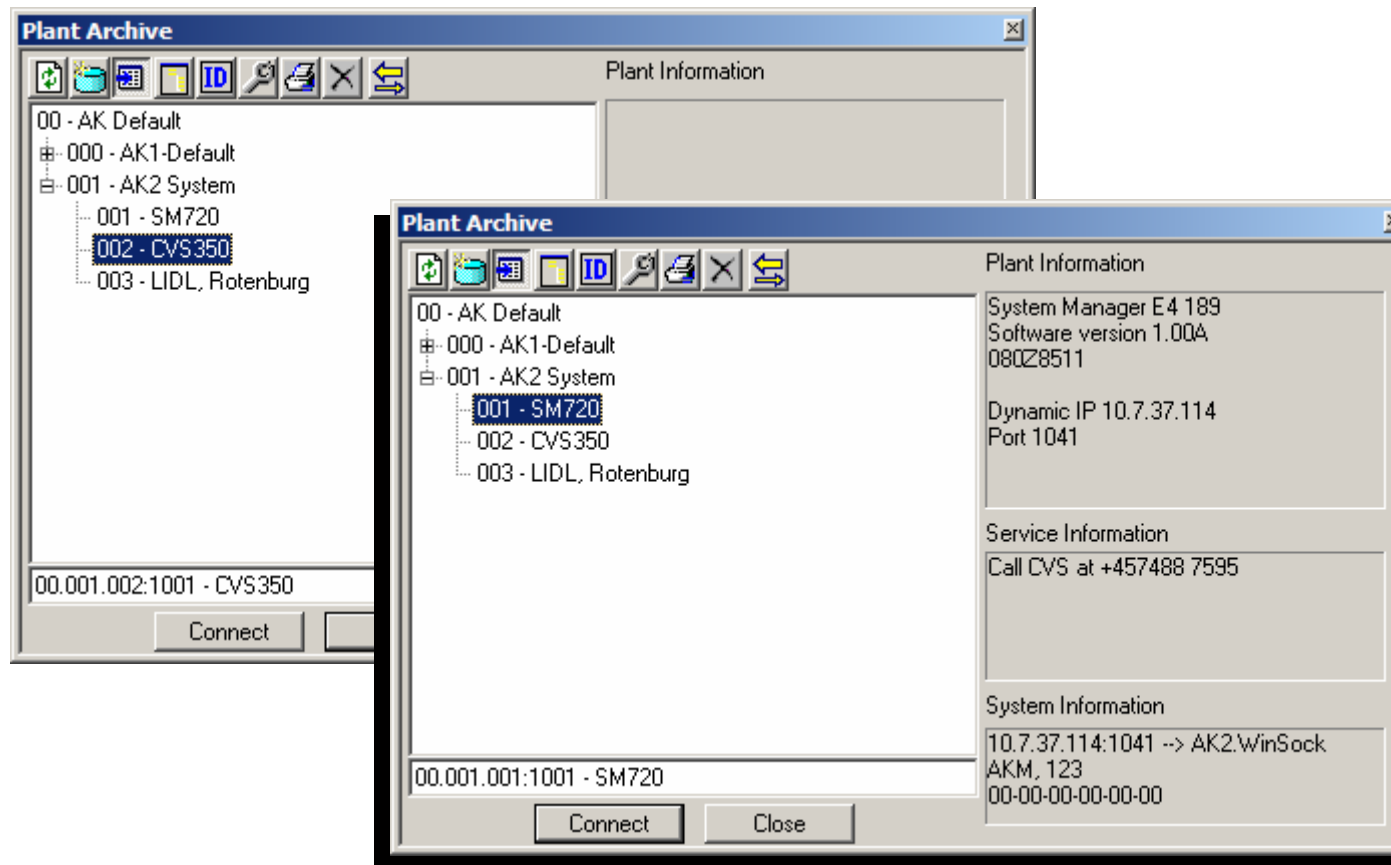 Plant Archive
ID
Plant Information
00 - AK Default
000 - AK1-Default
001 - AK2 System
001 - SM720
002 - CVS350
003 - LIDL, Rotenburg
00.001.002:1001 - CVS350
Connect
Plant Archive
ID
Plant Information
00 - AK Default
000 - AK1-Default
001 - AK2 System
001 - SM720
002 - CVS350
003 - LIDL, Rotenburg
System Manager E4 189
Software version 1.00A
080Z8511
Dynamic IP 10.7.37.114
Port 1041
Service Information
Call CVS at +457488 7595
System Information
10.7.37.114:1041 --> AK2.WinSock
AKM, 123
00-00-00-00-00-00
00.001.001:1001 - SM720
Connect
Close